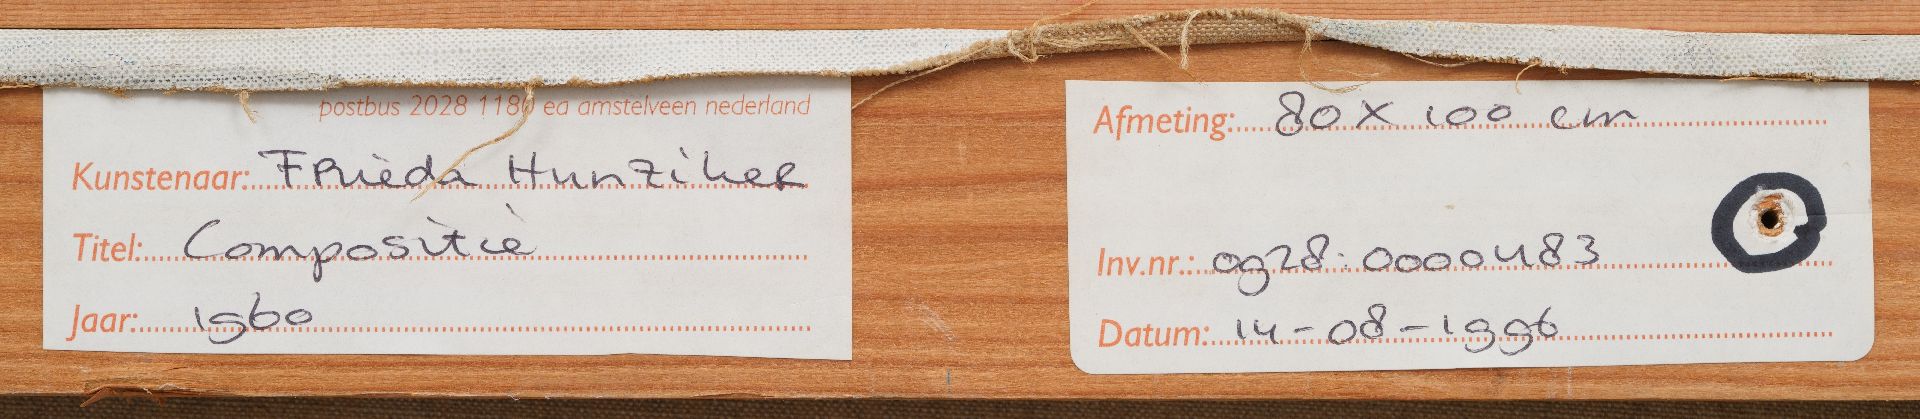 postbus 2028 1180 ea amstelveen nederland
Kunstenaar: Frieda Hunziker
Titel: Compositie
Jaar: 1960
Afmeting: 80 X 100 cm
Inv.nr.: og28:0000483
Datum: 14-08-1996